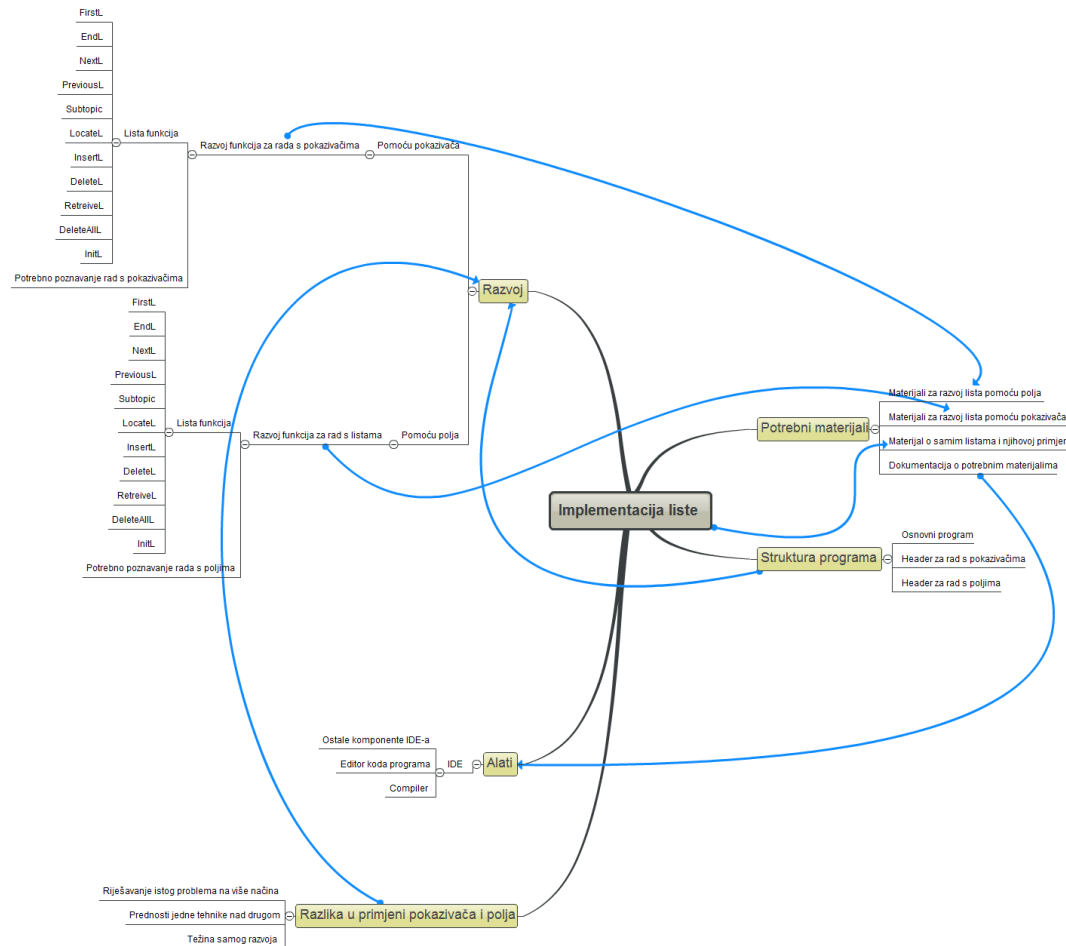 FirstL
EndL
NextL
PreviousL
Subtopic
LocateL
InsertL
DeleteL
RetreiveL
DeleteAllL
InitL
Lista funkcija
Potrebno poznavanje rad s pokazivačima
Razvoj funkcija za rada s pokazivačima
Pomoću pokazivača
FirstL
EndL
NextL
PreviousL
Subtopic
LocateL
InsertL
DeleteL
RetreiveL
DeleteAllL
InitL
Lista funkcija
Potrebno poznavanje rada s poljima
Razvoj funkcija za rad s listama
Pomoću polja
Razvoj
Implementacija liste
Potrebni materijali
Materijali za razvoj lista pomoću polja
Materijali za razvoj lista pomoću pokazivača
Materijal o samim listama i njihovoj primjer
Dokumentacija o potrebnim materijalima
Struktura programa
Osnovni program
Header za rad s pokazivačima
Header za rad s poljima
Ostale komponente IDE-a
Editor koda programa
Compiler
IDE
Alati
Riješavanje istog problema na više načina
Prednosti jedne tehnike nad drugom
Težina samog razvoja
Razlika u primjeni pokazivača i polja